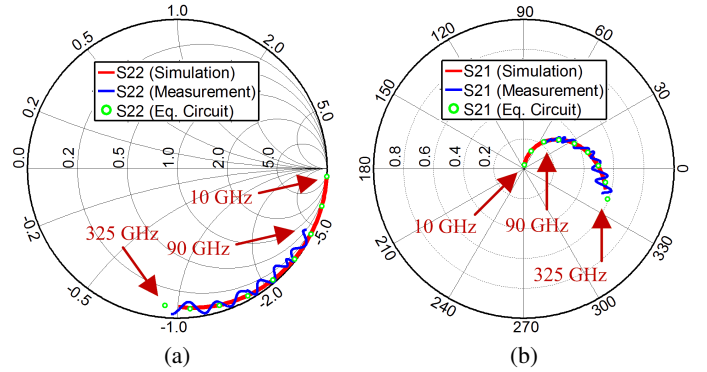 1.0
0.5
2.0
S22 (Simulation)
S22 (Measurement)
S22 (Eq. Circuit)
0.2
5.0
0.0
0.2
0.5
1.0
2.0
5.0
10 GHz
325 GHz
90 GHz
-0.2
-5.0
-0.5
-2.0
-1.0
(a)
90
120
60
S21 (Simulation)
S21 (Measurement)
S21 (Eq. Circuit)
150
180
0.8
0.6
0.4
0.2
0
10 GHz
90 GHz
325 GHz
210
330
240
300
270
(b)